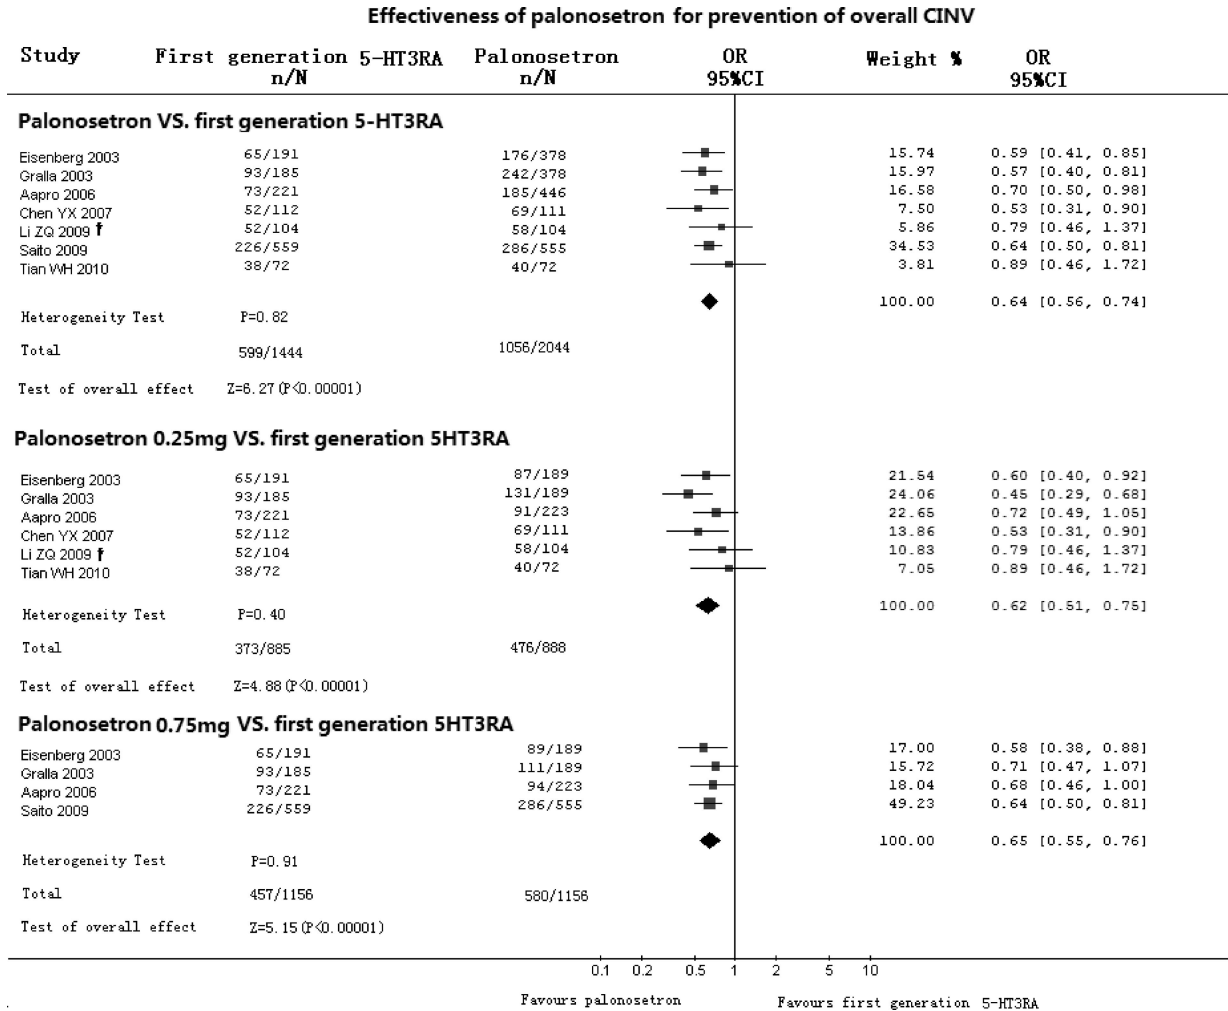 Effectiveness of palonosetron for prevention of overall CINV
Study First generation 5-HT3RA Palonosetron OR Weight % OR
n/N n/N 95%CI 95%CI
Palonosetron VS. first generation 5-HT3RA
Eisenberg 2003 65/191 176/378 15.74 0.59 [0.41, 0.85]
Gralla 2003 93/185 242/378 15.97 0.57 [0.40, 0.81]
Aapro 2006 73/221 185/446 16.58 0.70 [0.50, 0.98]
Chen YX 2007 52/112 69/111 7.50 0.53 [0.31, 0.90]
Li ZQ 2009 † 52/104 58/104 5.86 0.79 [0.46, 1.37]
Saito 2009 226/559 286/555 34.53 0.64 [0.50, 0.81]
Tian WH 2010 38/72 40/72 3.81 0.89 [0.46, 1.72]
100.00 0.64 [0.56, 0.74]
Heterogeneity Test P=0.82
Total 599/1444 1056/2044
Test of overall effect Z=6.27(P<0.00001)
Palonosetron 0.25mg VS. first generation 5HT3RA
Eisenberg 2003 65/191 87/189 21.54 0.60 [0.40, 0.92]
Gralla 2003 93/185 131/189 24.06 0.45 [0.29, 0.68]
Aapro 2006 73/221 91/223 22.65 0.72 [0.49, 1.05]
Chen YX 2007 52/112 69/111 13.86 0.53 [0.31, 0.90]
Li ZQ 2009 † 52/104 58/104 10.83 0.79 [0.46, 1.37]
Tian WH 2010 38/72 40/72 7.05 0.89 [0.46, 1.72]
100.00 0.62 [0.51, 0.75]
Heterogeneity Test P=0.40
Total 373/885 476/888
Test of overall effect Z=4.88(P<0.00001)
Palonosetron 0.75mg VS. first generation 5HT3RA
Eisenberg 2003 65/191 89/189 17.00 0.58 [0.38, 0.88]
Gralla 2003 93/185 111/189 15.72 0.71 [0.47, 1.07]
Aapro 2006 73/221 94/223 18.04 0.68 [0.46, 1.00]
Saito 2009 226/559 286/555 49.23 0.64 [0.50, 0.81]
100.00 0.65 [0.55, 0.76]
Heterogeneity Test P=0.91
Total 457/1156 580/1156
Test of overall effect Z=5.15(P<0.00001)
0.1 0.2 0.5 1 2 5 10
Favours palonosetron Favours first generation 5-HT3RA